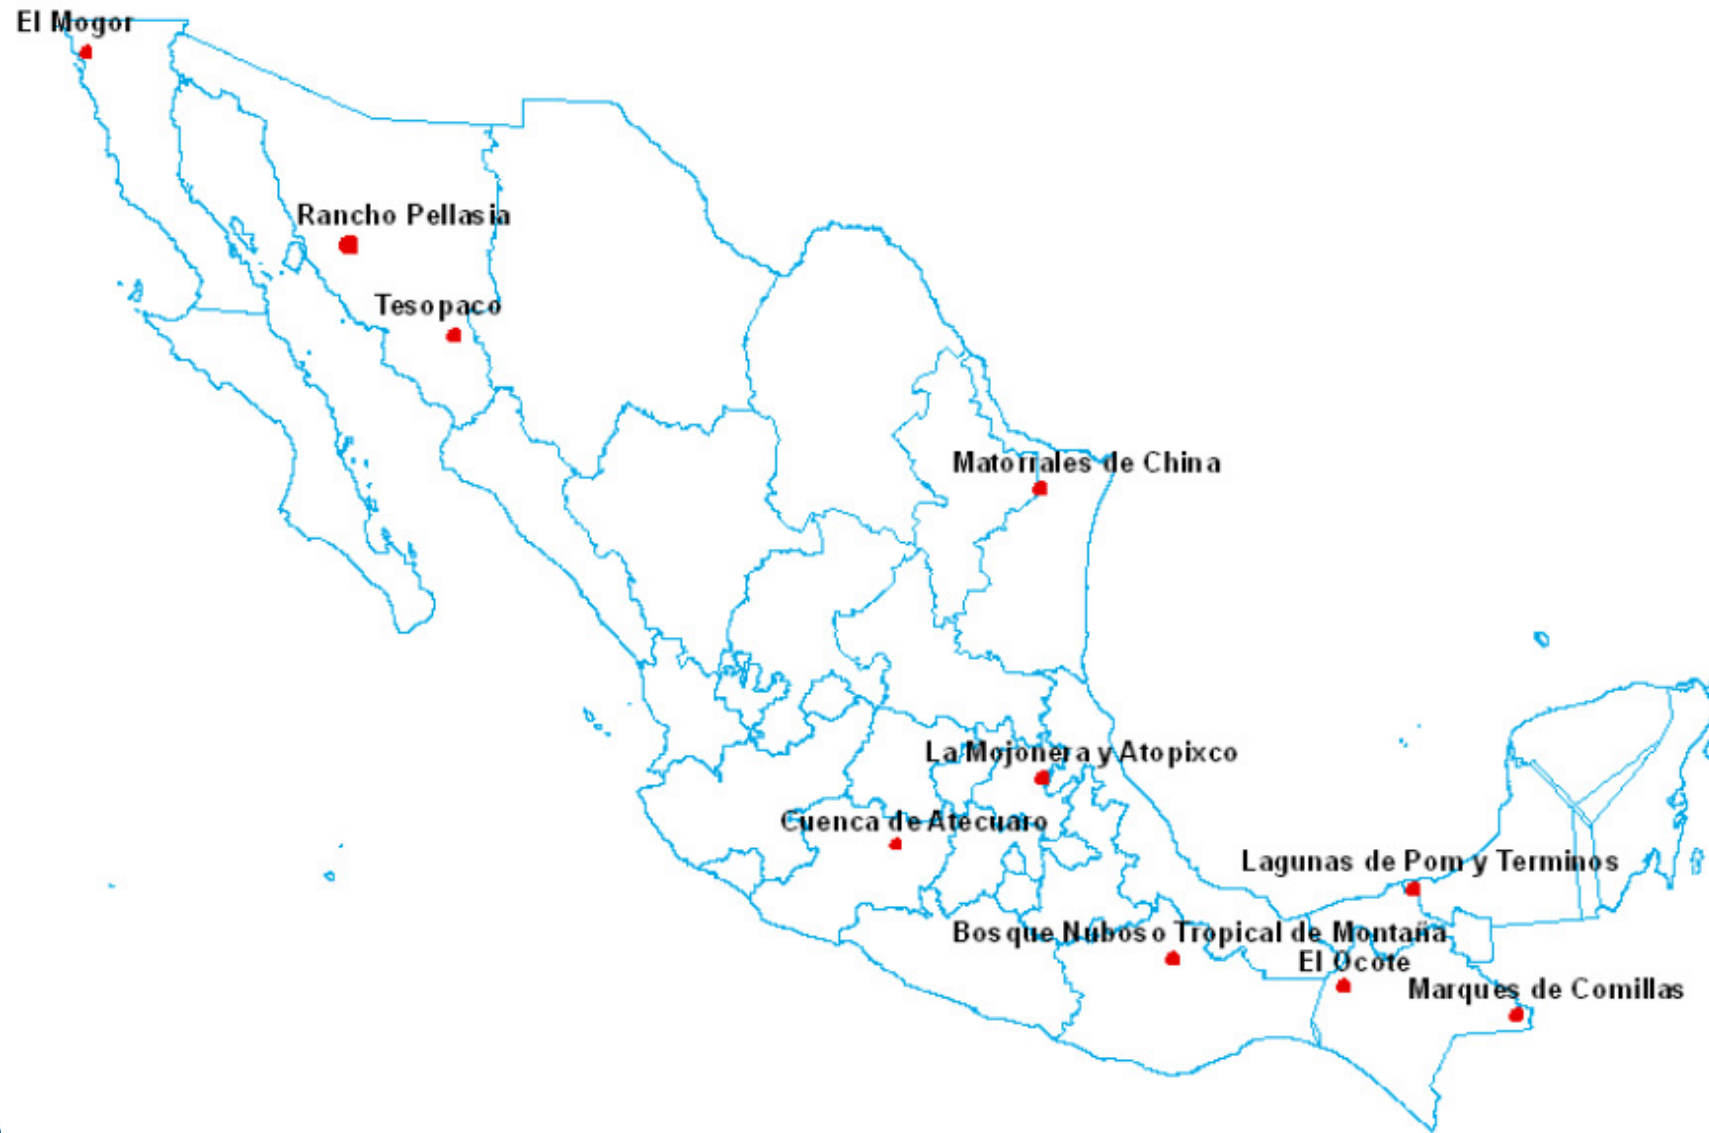 El Mogor
Rancho Pellasia
Tesopaco
Matorrales de China
La Mojonera y Atopixco
Cuenca de Atecuaro
Lagunas de Pom y Terminos
Bosque Nuboso Tropical de Montaña
El Ocote
Marques de Comillas